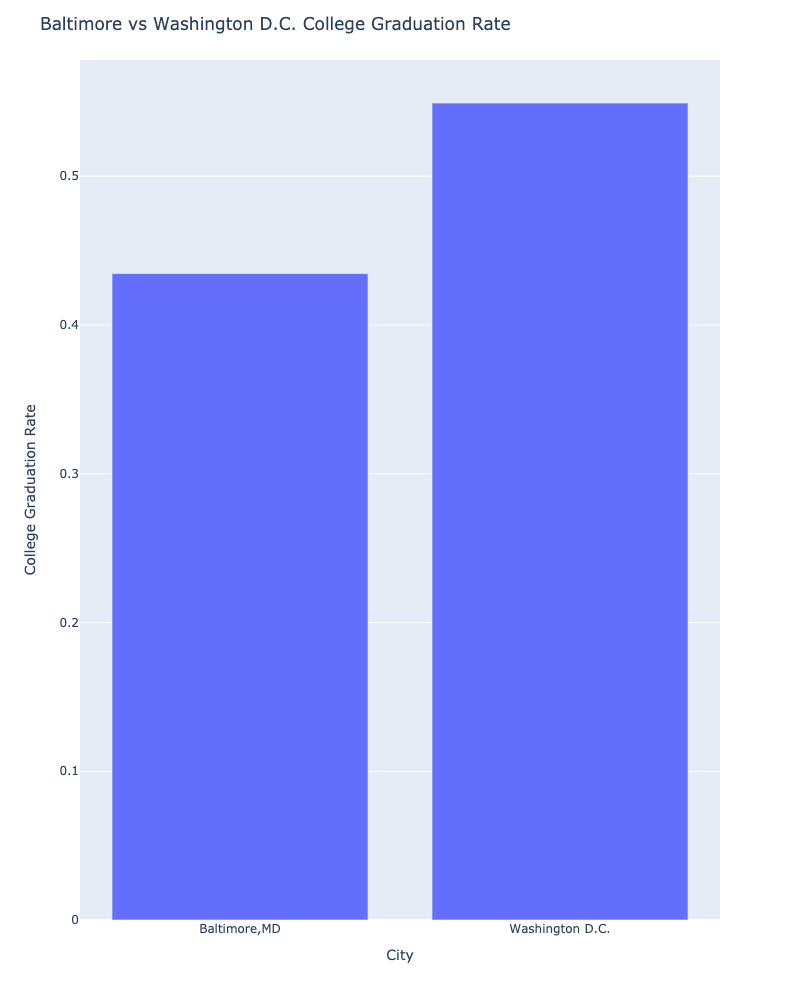 Baltimore vs Washington D.C. College Graduation Rate
0.5
0.4
0.3
0.2
0.1
0
College Graduation Rate
Baltimore,MD
Washington D.C.
City